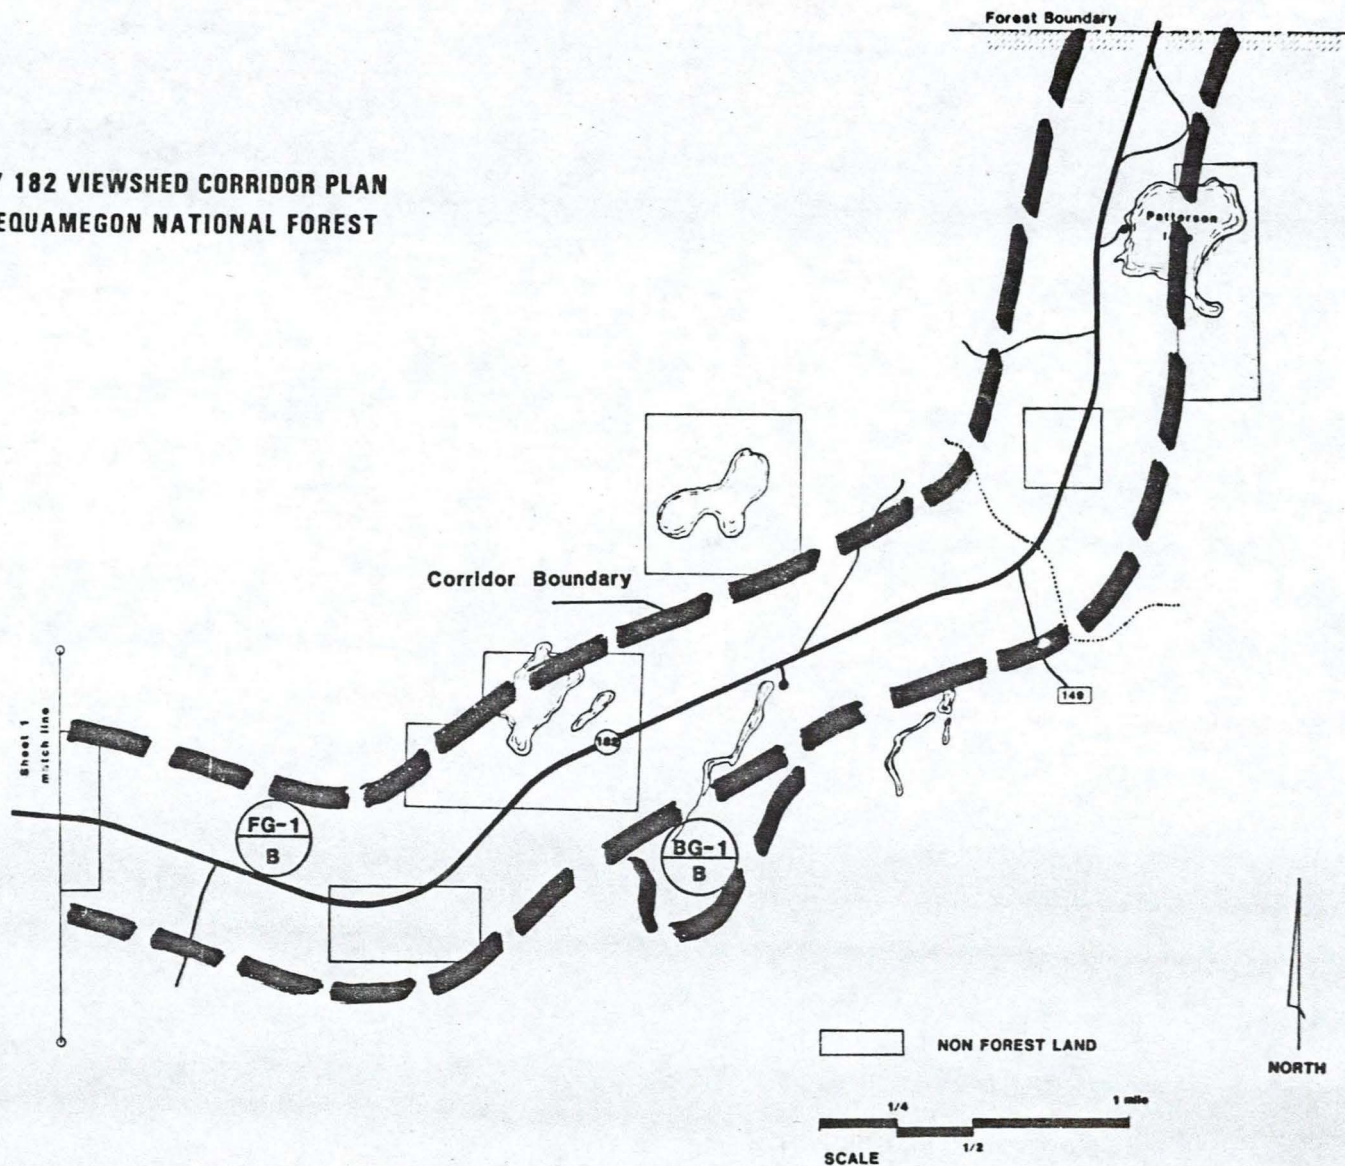 Forest Boundary
182 VIEWSHED CORRIDOR PLAN
EQUAMEGON NATIONAL FOREST
Patterson
Corridor Boundary
149
182
Sheet 1
match line
FG-1
B
BG-1
B
NON FOREST LAND
NORTH
1/4
1 mile
1/2
SCALE